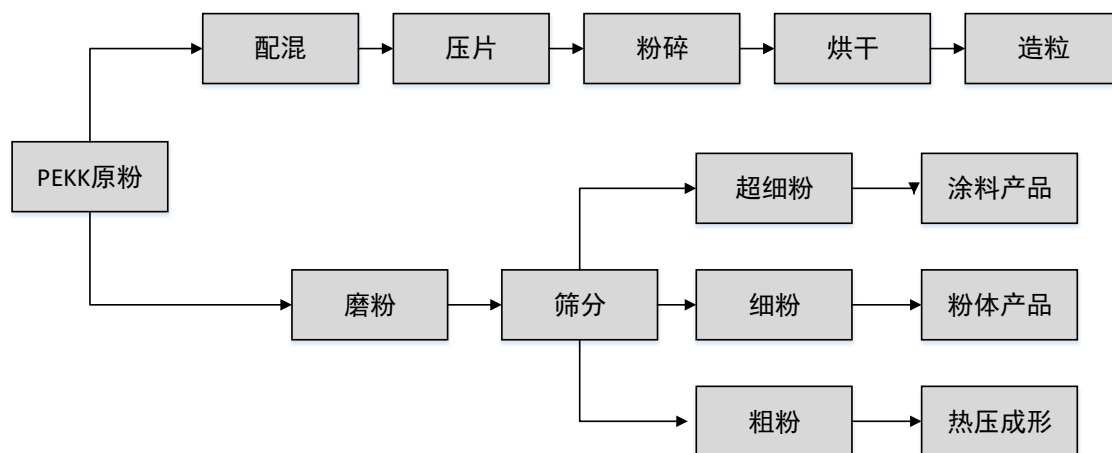 配混
压片
粉碎
烘干
造粒
PEKK原粉
超细粉
涂料产品
磨粉
筛分
细粉
粉体产品
粗粉
热压成形